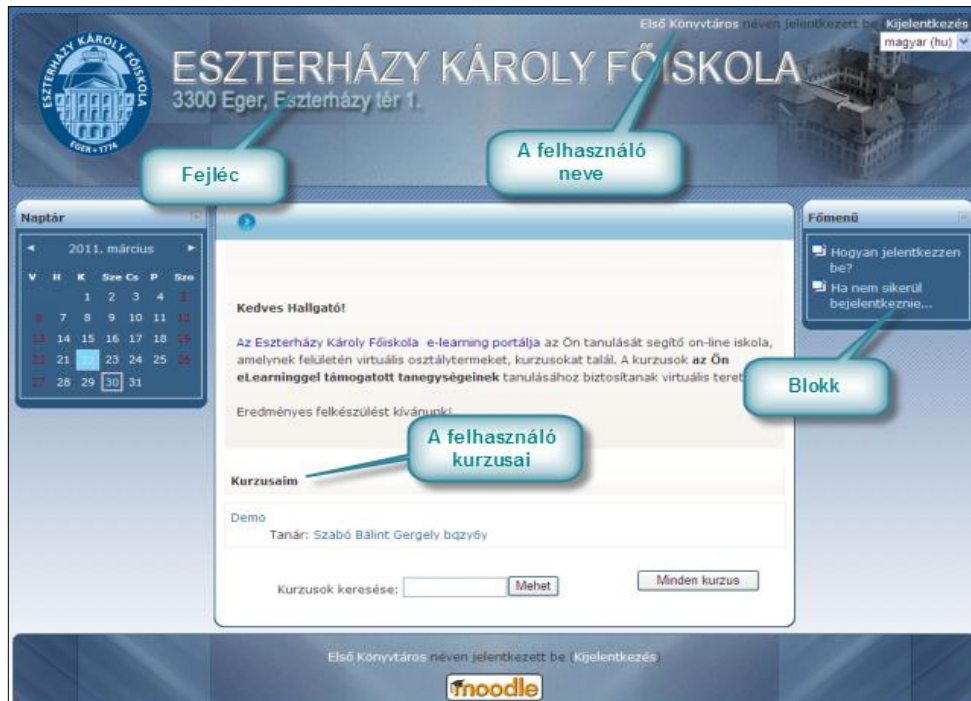 Első Könyvtáros néven jelentkezett be (Kijelentkezés)
magyar (hu)
ESZTERHÁZY KÁROLY FŐISKOLA
EGER • 1774
ESZTERHÁZY KÁROLY FŐISKOLA
3300 Eger, Eszterházy tér 1.
A felhasználó
neve
Fejléc
Naptár
2011. március
V H K Sze Cs P Szo
1 2 3 4 5
6 7 8 9 10 11 12
13 14 15 16 17 18 19
20 21 22 23 24 25 26
27 28 29 30 31
Kedves Hallgató!
Az Eszterházy Károly Főiskola e-learning portálja az Ön tanulását segítő on-line iskola,
amelynek felületén virtuális osztálytermeket, kurzusokat talál. A kurzusok az Ön
eLearninggel támogatott tanegységeinek tanulásához biztosítanak virtuális teret
Eredményes felkészülést kívánunk!
A felhasználó
kurzusai
Kurzusaim
Demo
Tanár: Szabó Bálint Gergely bqzy6y
Kurzusok keresése: Mehet
Minden kurzus
Főmenü
Hogyan jelentkezzen
be?
Ha nem sikerül
bejelentkeznie...
Blokk
Első Könyvtáros néven jelentkezett be (Kijelentkezés)
moodle